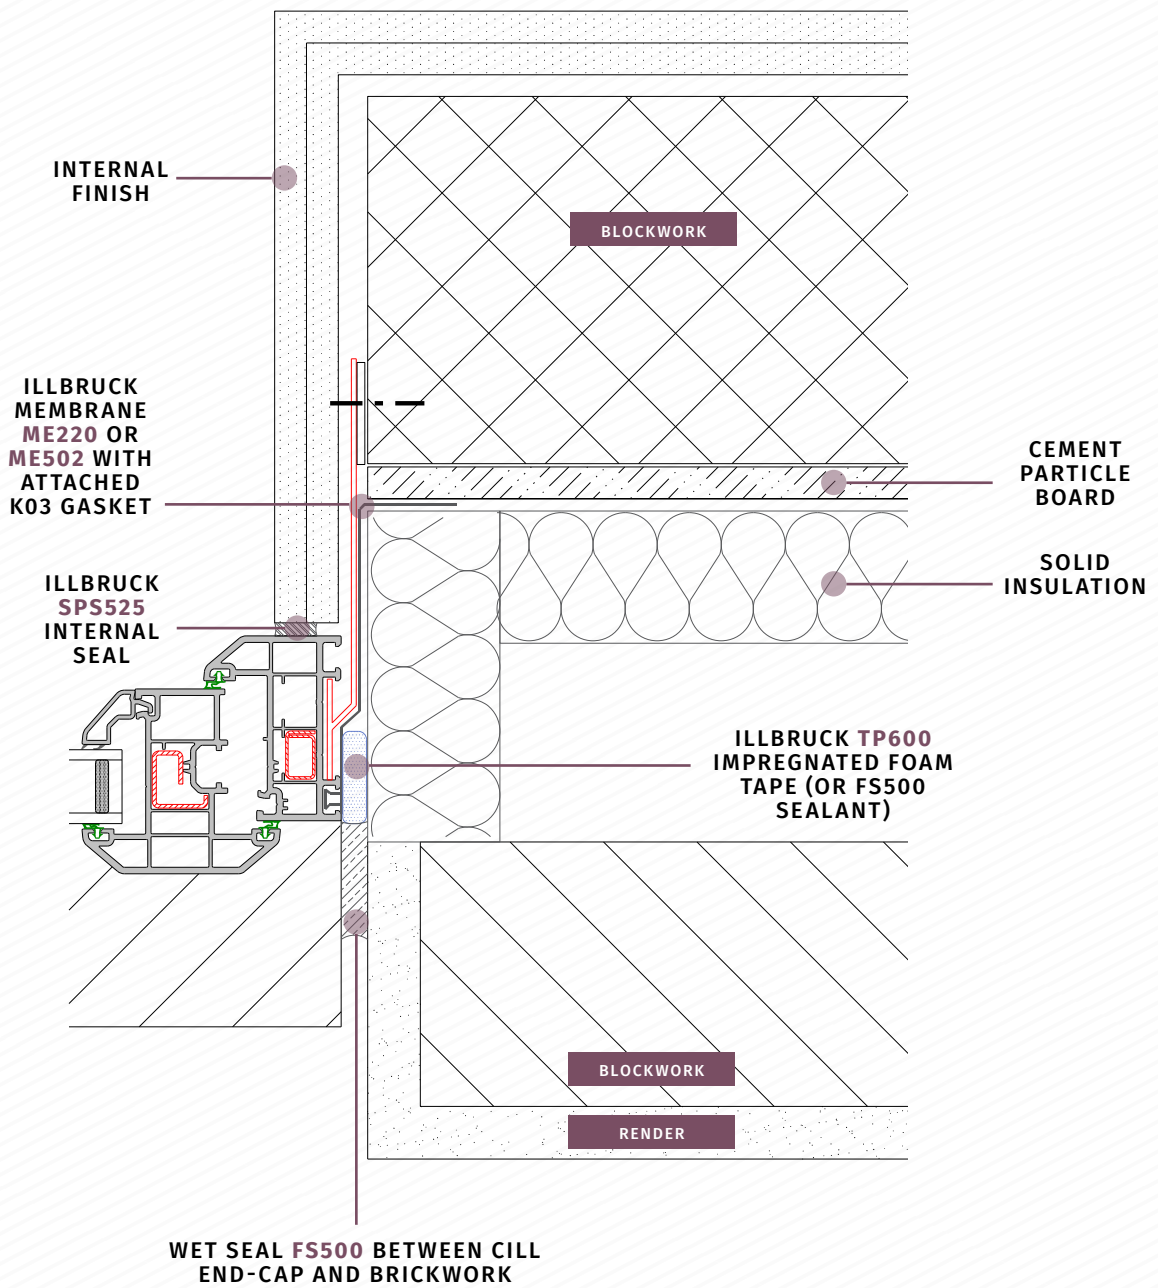 INTERNAL
FINISH
BLOCKWORK
ILLBRUCK
MEMBRANE
ME220 OR
ME502 WITH
ATTACHED
K03 GASKET
CEMENT
PARTICLE
BOARD
SOLID
INSULATION
ILLBRUCK
SPS525
INTERNAL
SEAL
ILLBRUCK TP600
IMPREGNATED FOAM
TAPE (OR FS500
SEALANT)
BLOCKWORK
RENDER
WET SEAL FS500 BETWEEN CILL
END-CAP AND BRICKWORK